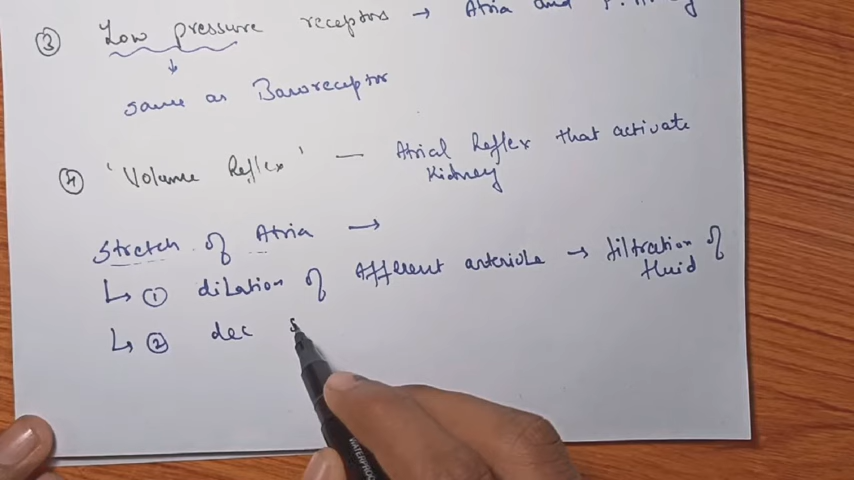 ③ Low pressure receptors → Atria and
↓
same as Baroreceptor
④ 'Volume Reflex' — Atrial Reflex that activate
Kidney
Stretch of Atria →
↳ ① dilation of Afferent arteriole → filtration of
fluid
↳ ② dec s
WATERPROOF